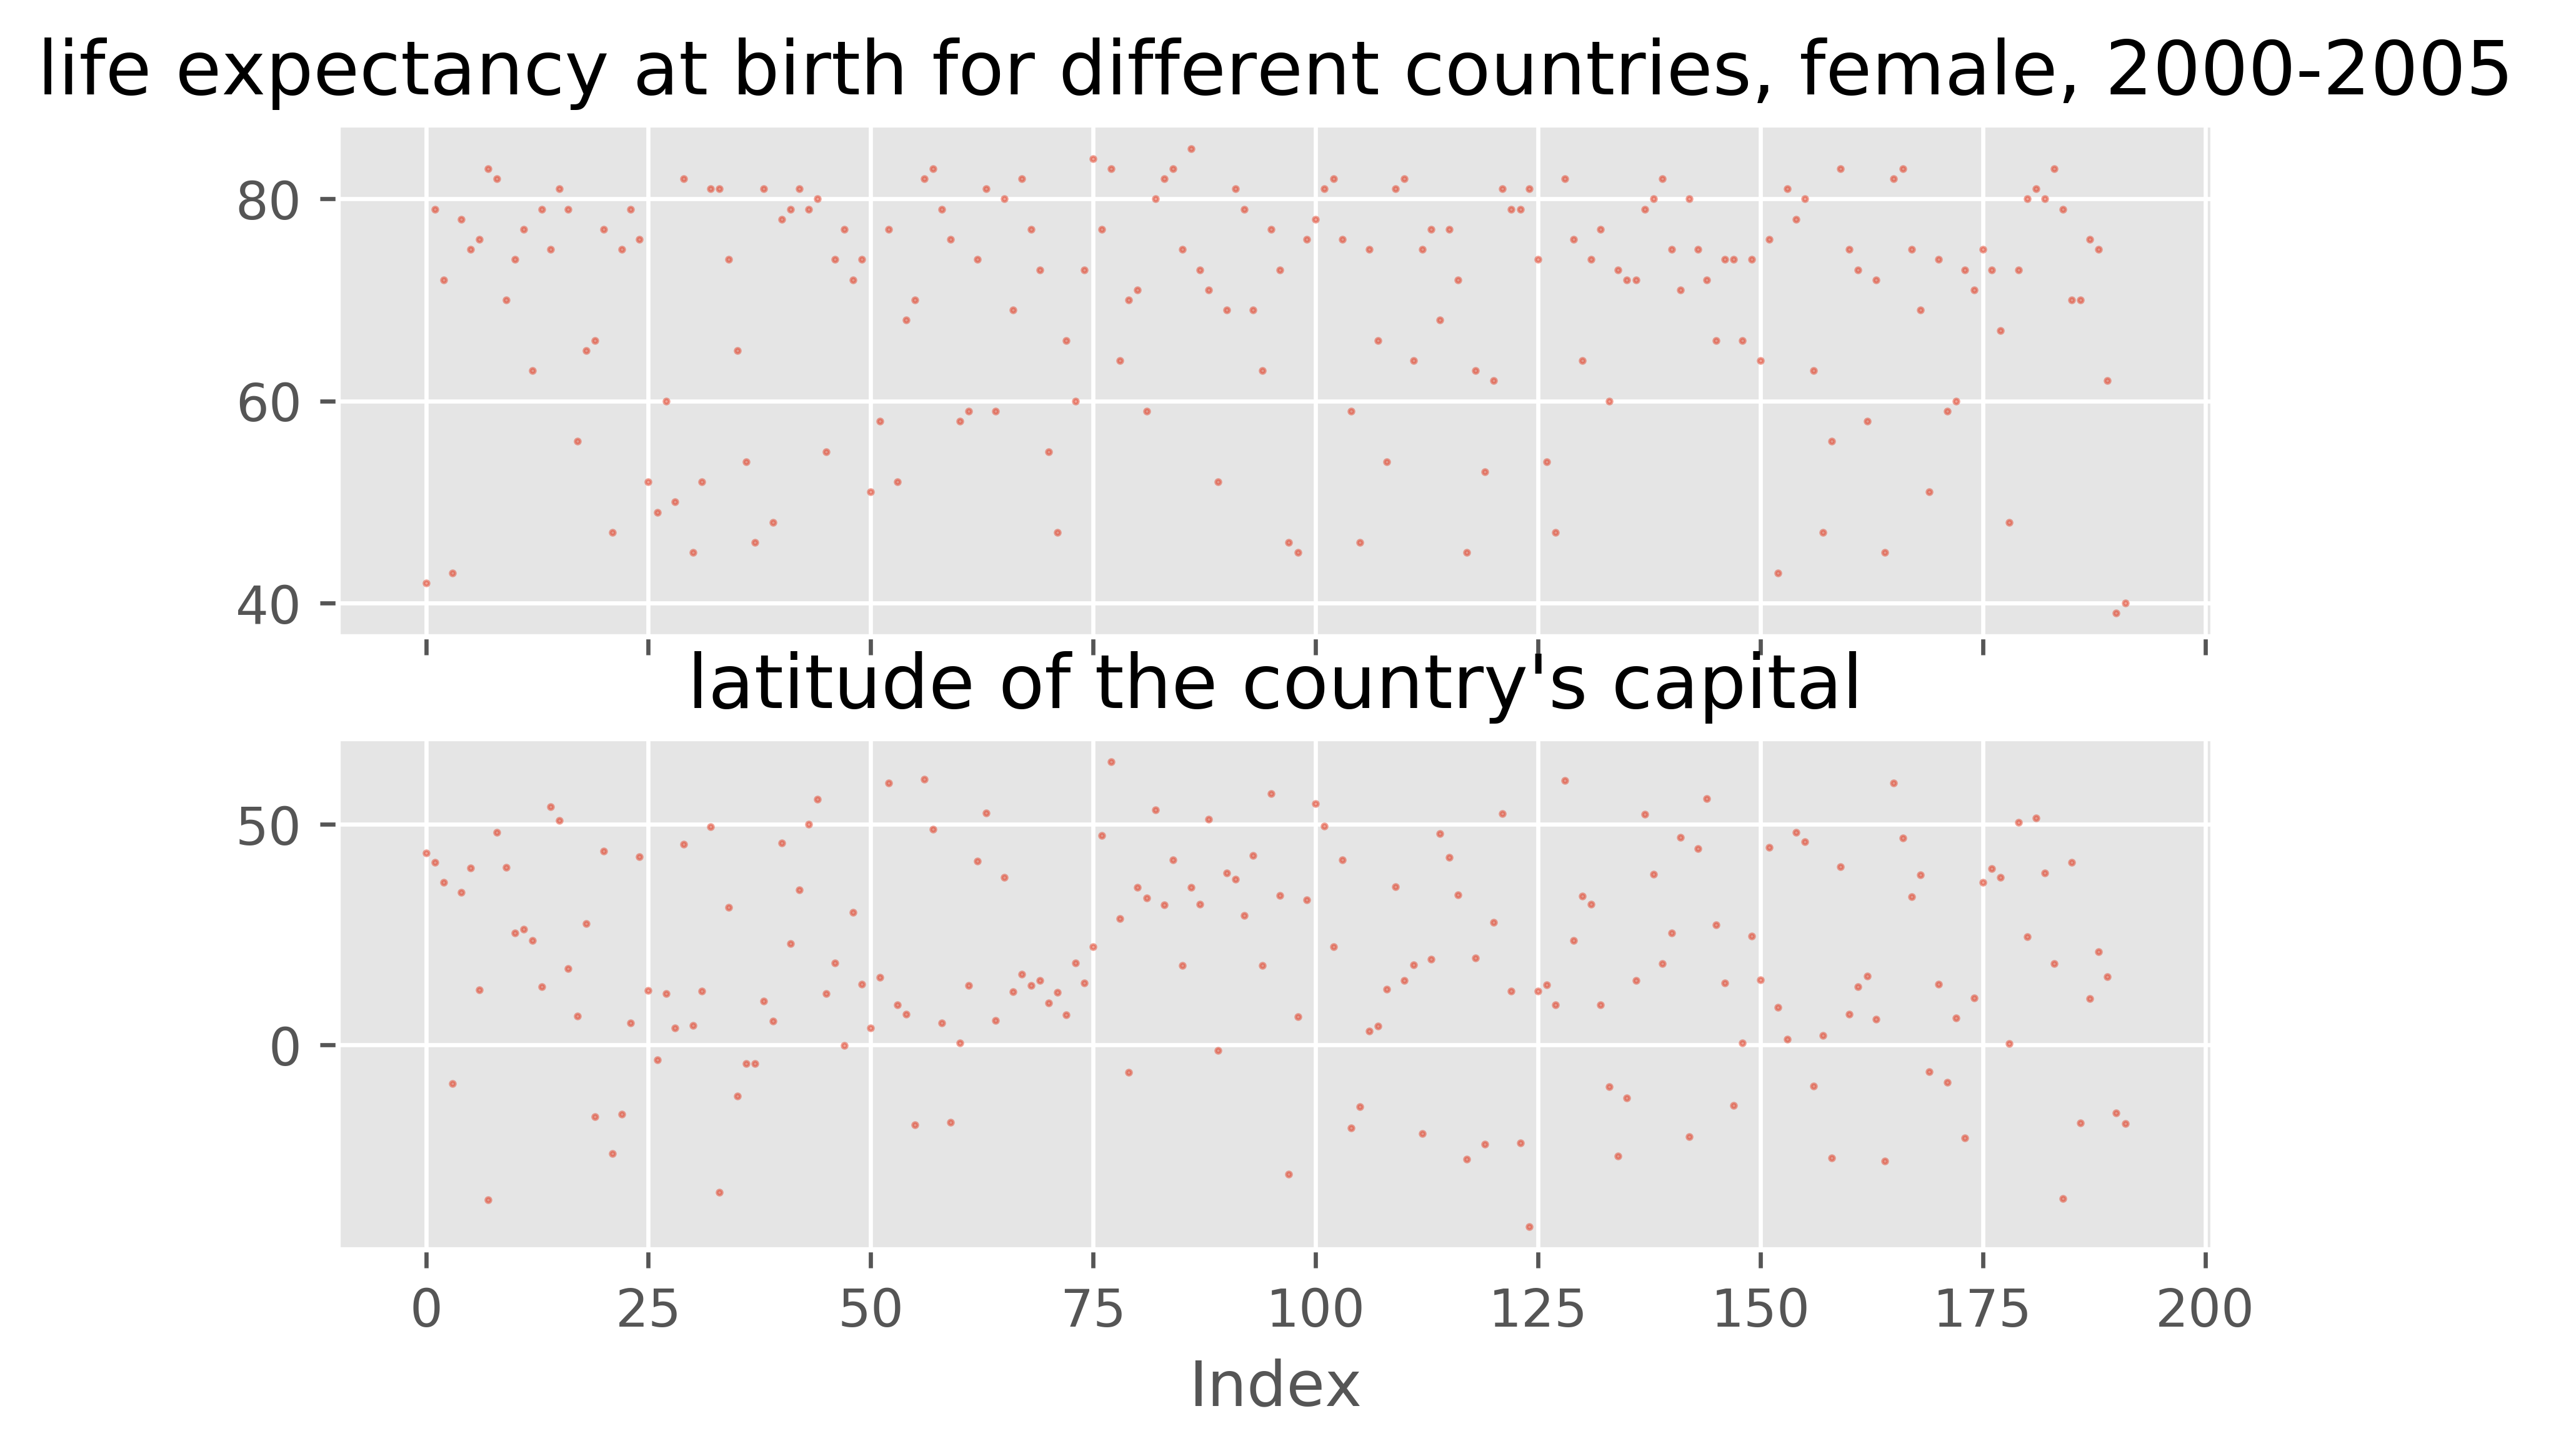 life expectancy at birth for different countries, female, 2000-2005
80
60
40
latitude of the country's capital
50
0
0 25 50 75 100 125 150 175 200
Index